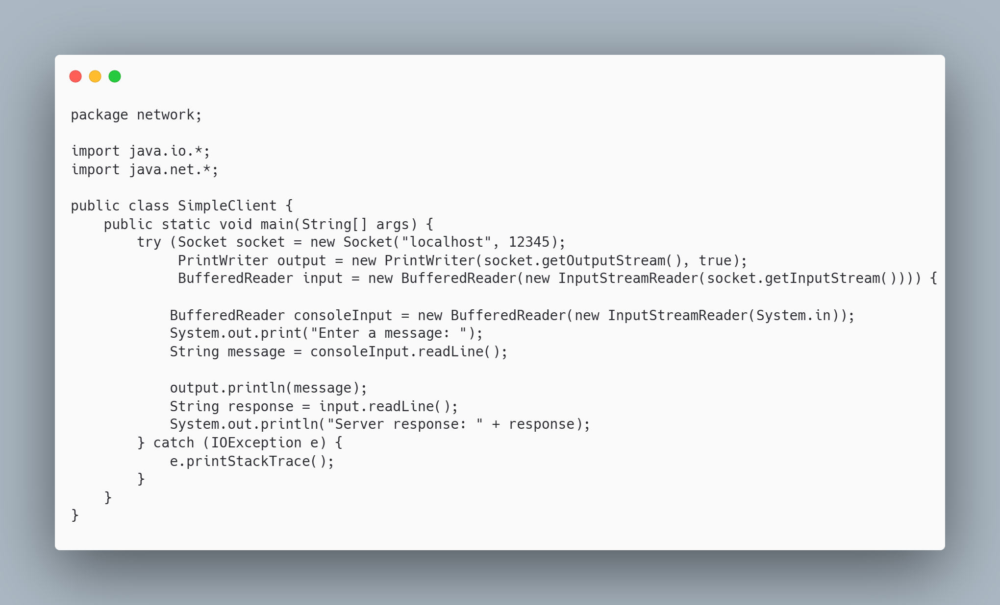 package network;

import java.io.*;
import java.net.*;

public class SimpleClient {
    public static void main(String[] args) {
        try (Socket socket = new Socket("localhost", 12345);
             PrintWriter output = new PrintWriter(socket.getOutputStream(), true);
             BufferedReader input = new BufferedReader(new InputStreamReader(socket.getInputStream()))) {

            BufferedReader consoleInput = new BufferedReader(new InputStreamReader(System.in));
            System.out.print("Enter a message: ");
            String message = consoleInput.readLine();

            output.println(message);
            String response = input.readLine();
            System.out.println("Server response: " + response);
        } catch (IOException e) {
            e.printStackTrace();
        }
    }
}